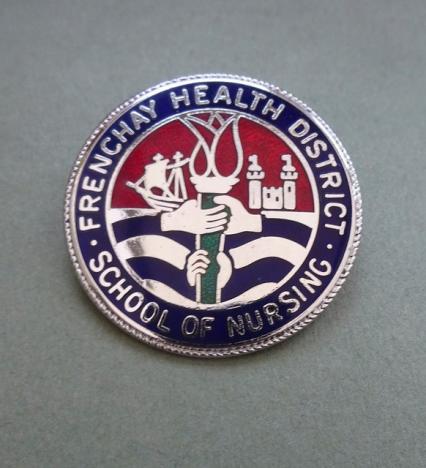 FRENCHAY HEALTH DISTRICT
SCHOOL OF NURSING